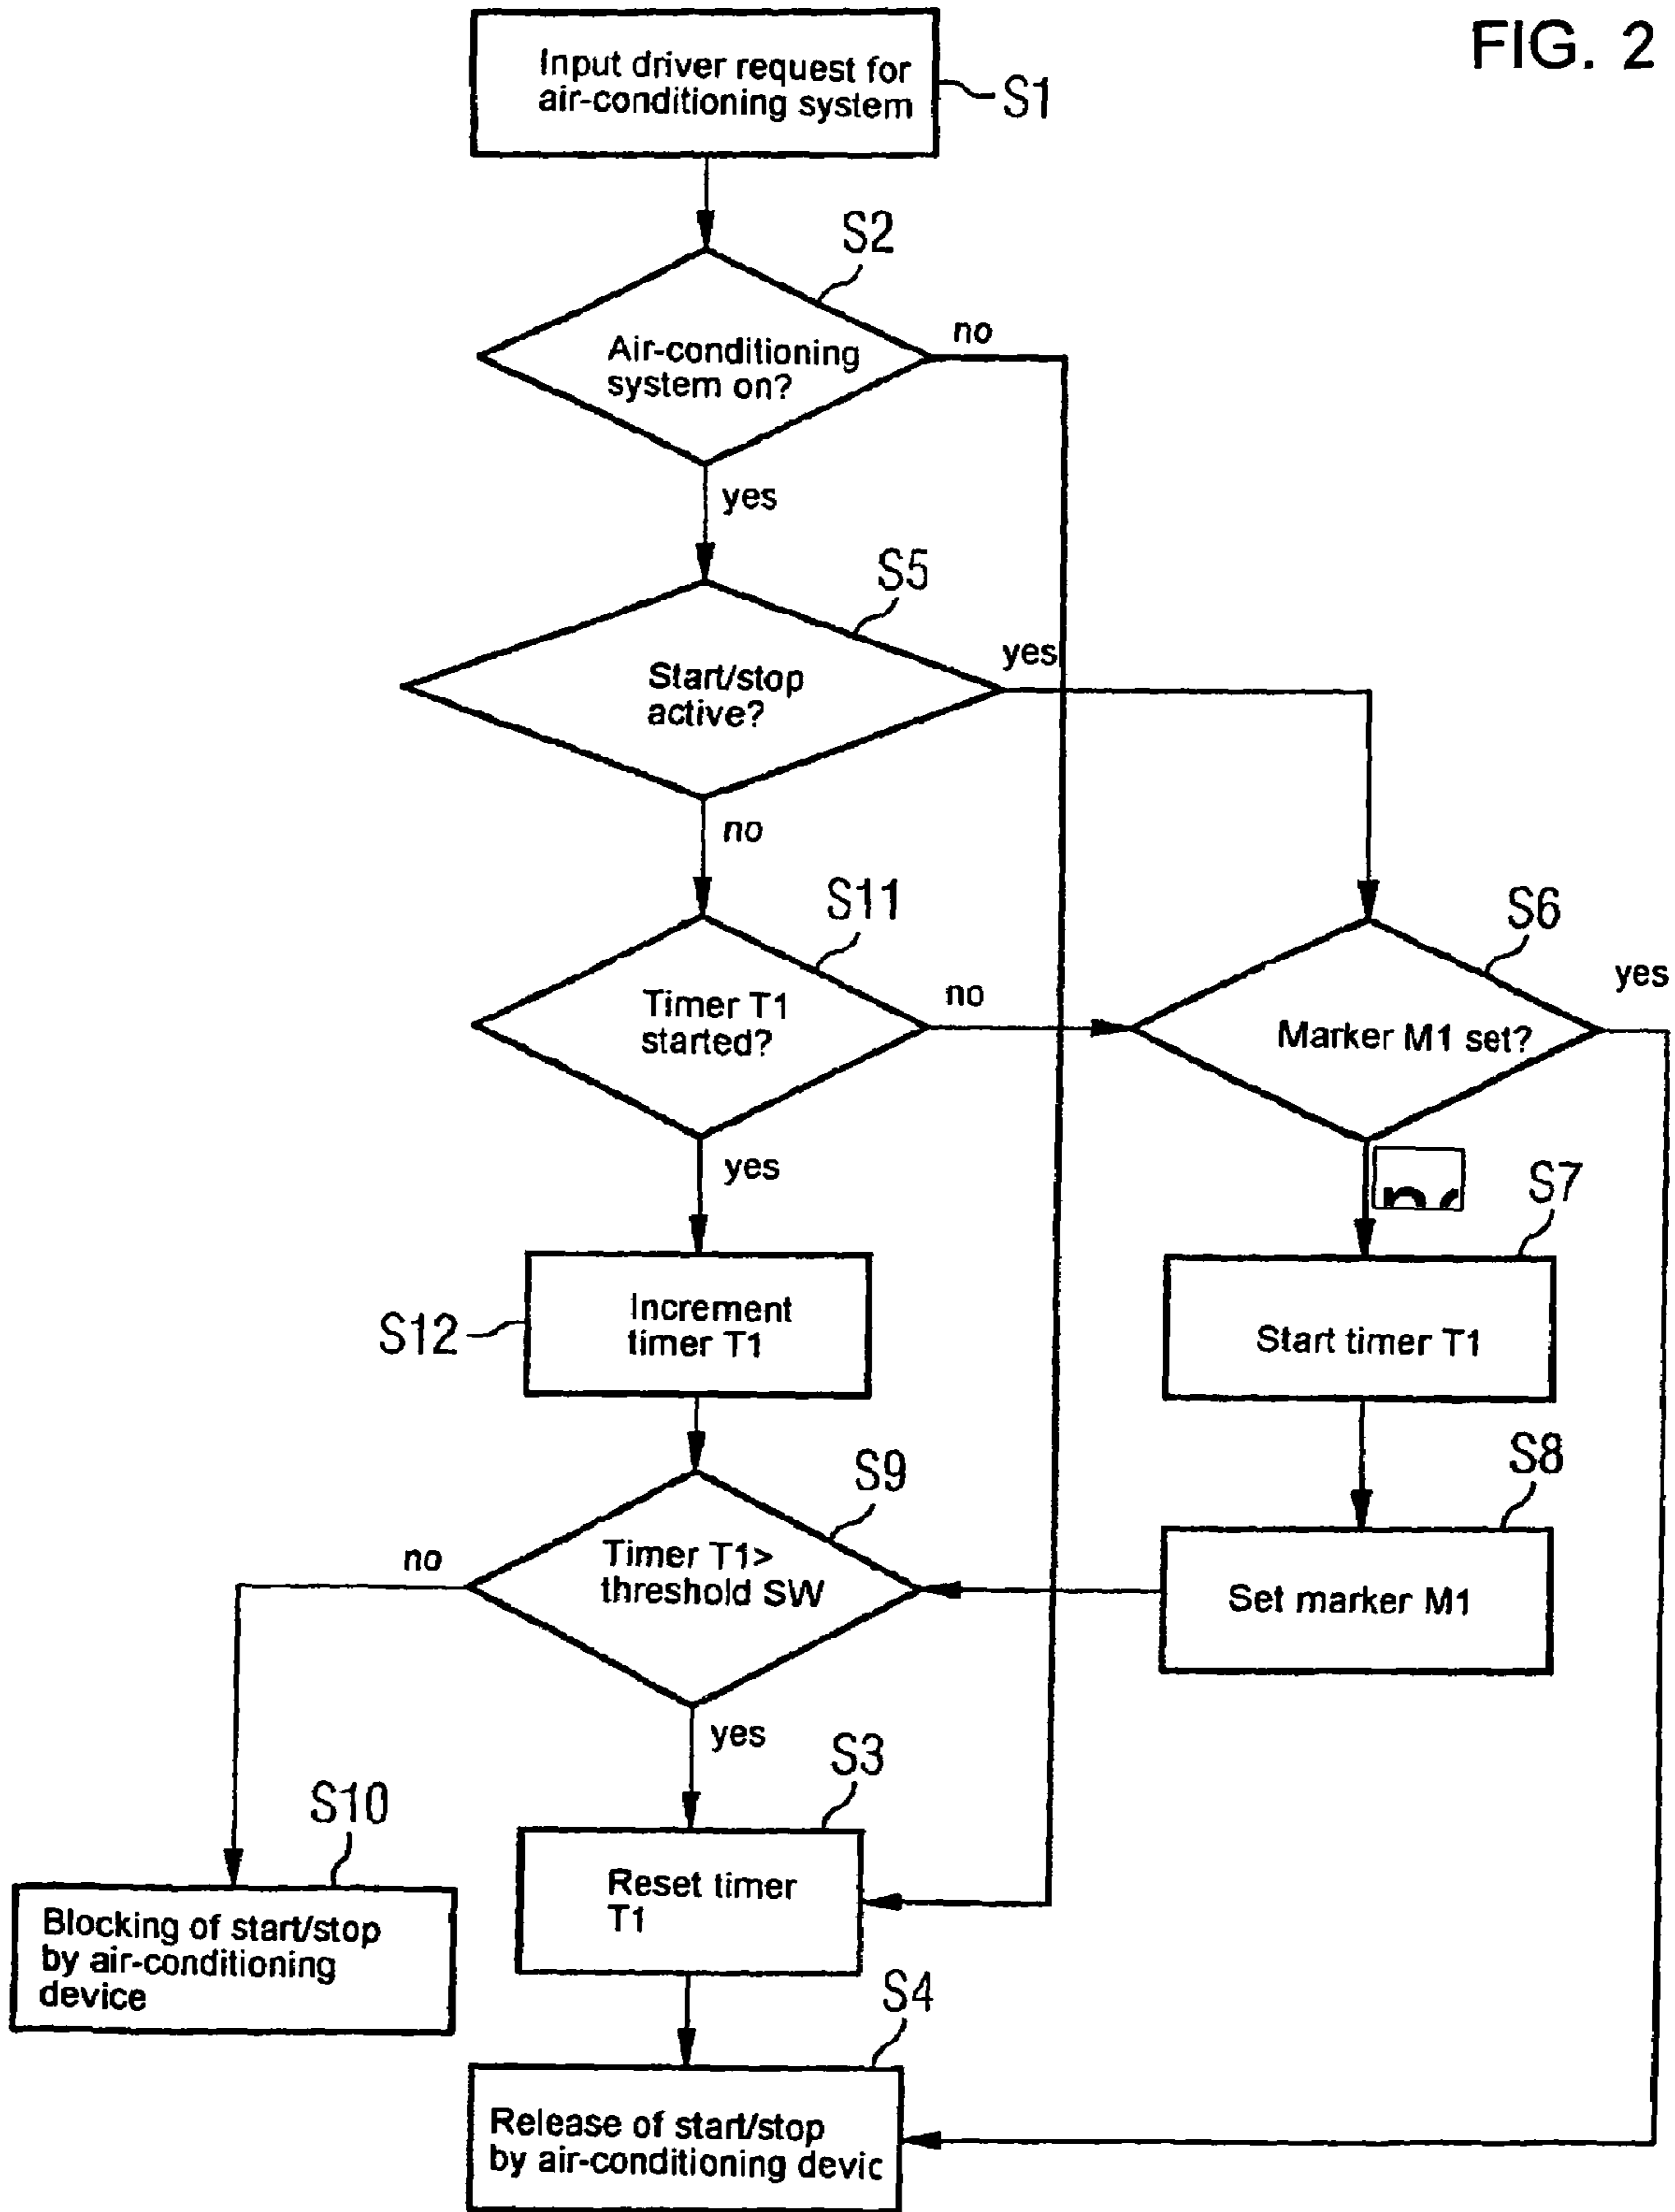 FIG. 2
Input driver request for
air-conditioning system
S1
S2
Air-conditioning
system on?
no
yes
S5
Start/stop
active?
yes
no
S11
Timer T1
started?
no
yes
S6
Marker M1 set?
yes
S7
Start timer T1
S12
Increment
timer T1
S8
Set marker M1
S9
Timer T1>
threshold SW
no
yes
S3
Reset timer
T1
S10
Blocking of start/stop
by air-conditioning
device
S4
Release of start/stop
by air-conditioning devic